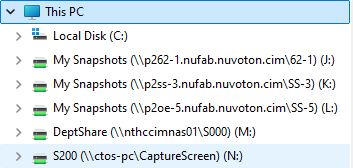 This PC
Local Disk (C:)
My Snapshots (\\p262-1.nufab.nuvoton.cim\62-1) (J:)
My Snapshots (\\p2ss-3.nufab.nuvoton.cim\SS-3) (K:)
My Snapshots (\\p2oe-5.nufab.nuvoton.cim\SS-5) (L:)
DeptShare (\\nthccimnas01\S000) (M:)
S200 (\\ctos-pc\CaptureScreen) (N:)